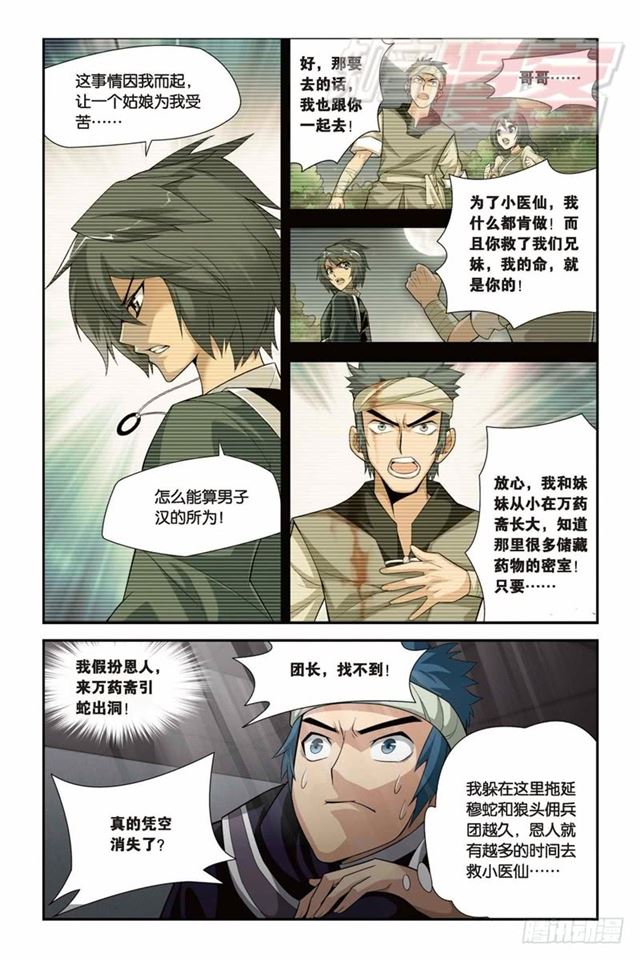 这事情因我而起，
让一个姑娘为我受
苦……
怎么能算男子
汉的所为！
好，那要
去的话，
我也跟你
一起去！
哥哥……
为了小医仙，我
什么都肯做！而
且你救了我们兄
妹，我的命，就
是你的！
放心，我和妹
妹从小在万药
斋长大，知道
那里很多储藏
药物的密室！
只要……
我假扮恩人，
来万药斋引
蛇出洞！
团长，找不到！
真的凭空
消失了？
我躲在这里拖延
穆蛇和狼头佣兵
团越久，恩人就
有越多的时间去
救小医仙……
腾讯动漫